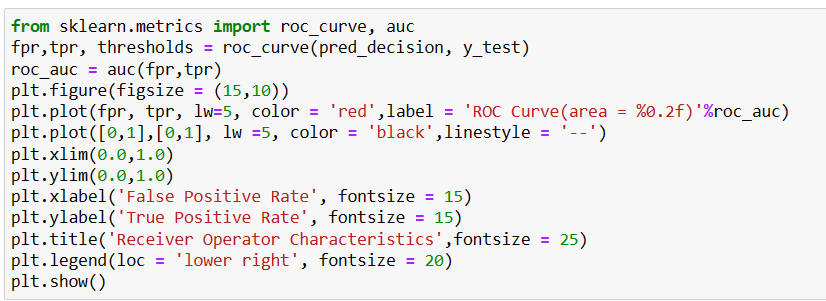 from sklearn.metrics import roc_curve, auc
fpr,tpr, thresholds = roc_curve(pred_decision, y_test)
roc_auc = auc(fpr,tpr)
plt.figure(figsize = (15,10))
plt.plot(fpr, tpr, lw=5, color = 'red',label = 'ROC Curve(area = %0.2f)'%roc_auc)
plt.plot([0,1],[0,1], lw =5, color = 'black',linestyle = '--')
plt.xlim(0.0,1.0)
plt.ylim(0.0,1.0)
plt.xlabel('False Positive Rate', fontsize = 15)
plt.ylabel('True Positive Rate', fontsize = 15)
plt.title('Receiver Operator Characteristics',fontsize = 25)
plt.legend(loc = 'lower right', fontsize = 20)
plt.show()